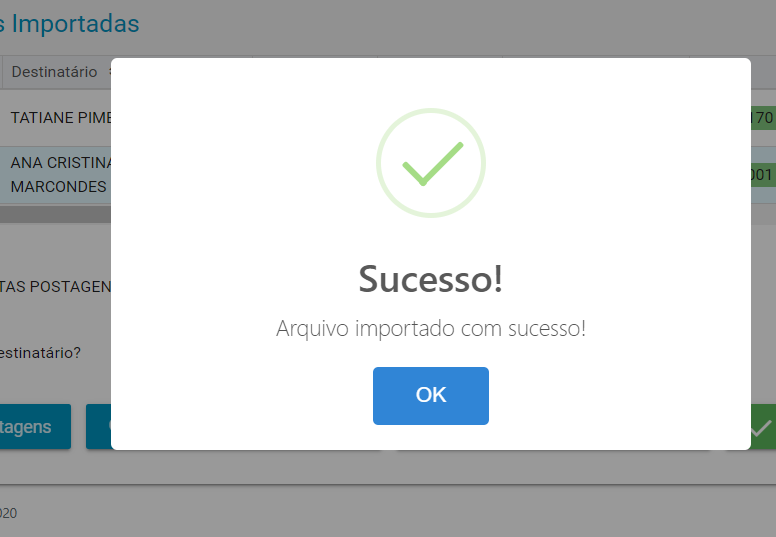 s Importadas
Destinatário
TATIANE PIME
170
ANA CRISTINA
MARCONDES
001
Sucesso!
TAS POSTAGEN
Arquivo importado com sucesso!
estinatário?
OK
tagens
020